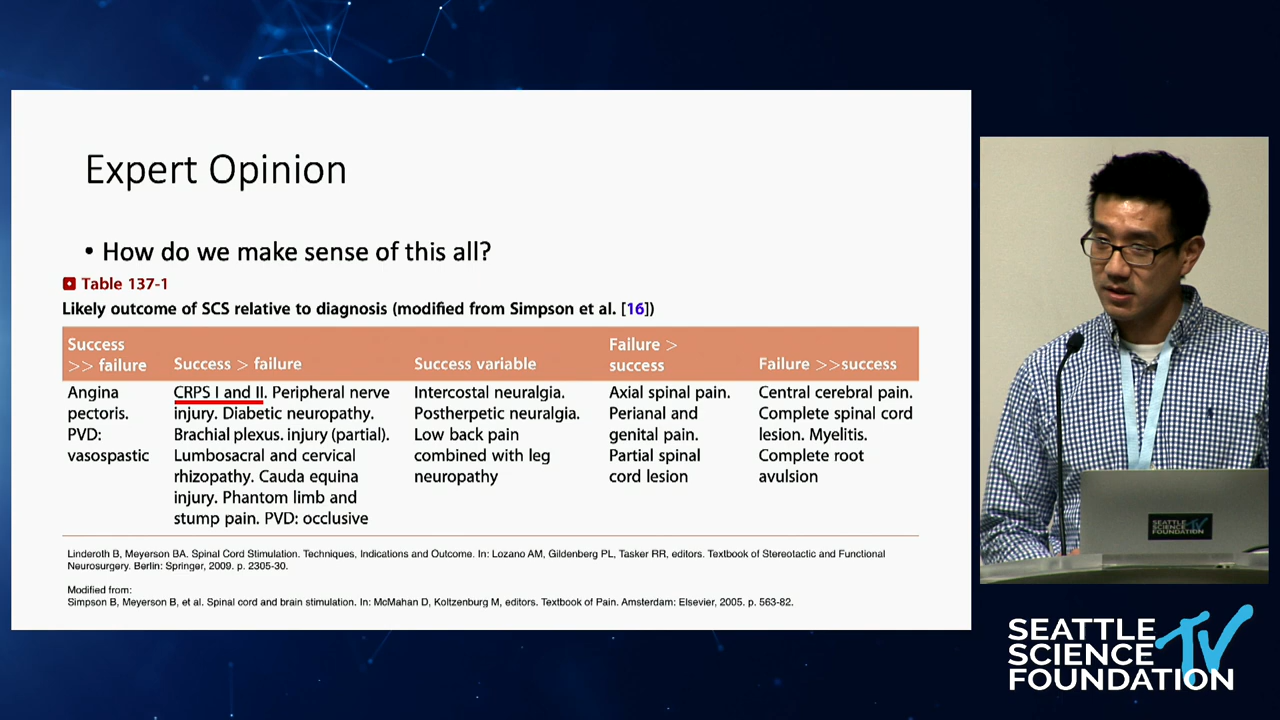 Expert Opinion
• How do we make sense of this all?
Table 137-1
Likely outcome of SCS relative to diagnosis (modified from Simpson et al. [16])
Success >> failure
Success > failure
Success variable
Failure > success
Failure >>success
Angina
pectoris.
PVD:
vasospastic
CRPS I and II. Peripheral nerve
injury. Diabetic neuropathy.
Brachial plexus. injury (partial).
Lumbosacral and cervical
rhizopathy. Cauda equina
injury. Phantom limb and
stump pain. PVD: occlusive
Intercostal neuralgia.
Postherpetic neuralgia.
Low back pain
combined with leg
neuropathy
Axial spinal pain.
Perianal and
genital pain.
Partial spinal
cord lesion
Central cerebral pain.
Complete spinal cord
lesion. Myelitis.
Complete root
avulsion
Linderoth B, Meyerson BA. Spinal Cord Stimulation. Techniques, Indications and Outcome. In: Lozano AM, Gildenberg PL, Tasker RR, editors. Textbook of Stereotactic and Functional
Neurosurgery. Berlin: Springer, 2009. p. 2305-30.
Modified from:
Simpson B, Meyerson B, et al. Spinal cord and brain stimulation. In: McMahan D, Koltzenburg M, editors. Textbook of Pain. Amsterdam: Elsevier, 2005. p. 563-82.
SEATTLE
SCIENCE TV
FOUNDATION
SEATTLE
SCIENCE TV
FOUNDATION